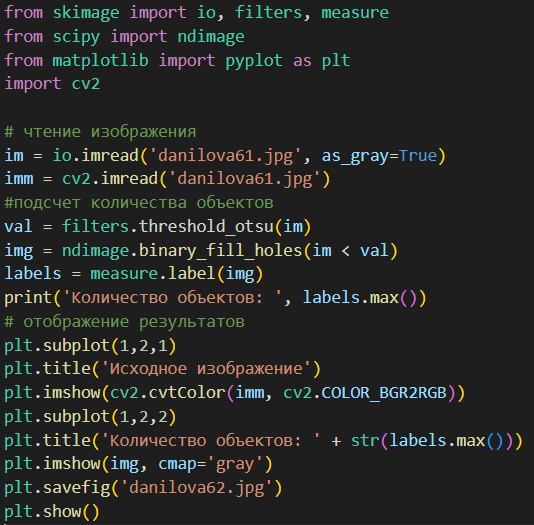 from skimage import io, filters, measure
from scipy import ndimage
from matplotlib import pyplot as plt
import cv2
# чтение изображения
im = io.imread('danilova61.jpg', as_gray=True)
imm = cv2.imread('danilova61.jpg')
#подсчет количества объектов
val = filters.threshold_otsu(im)
img = ndimage.binary_fill_holes(im < val)
labels = measure.label(img)
print('Количество объектов: ', labels.max())
# отображение результатов
plt.subplot(1,2,1)
plt.title('Исходное изображение')
plt.imshow(cv2.cvtColor(imm, cv2.COLOR_BGR2RGB))
plt.subplot(1,2,2)
plt.title('Количество объектов: ' + str(labels.max()))
plt.imshow(img, cmap='gray')
plt.savefig('danilova62.jpg')
plt.show()